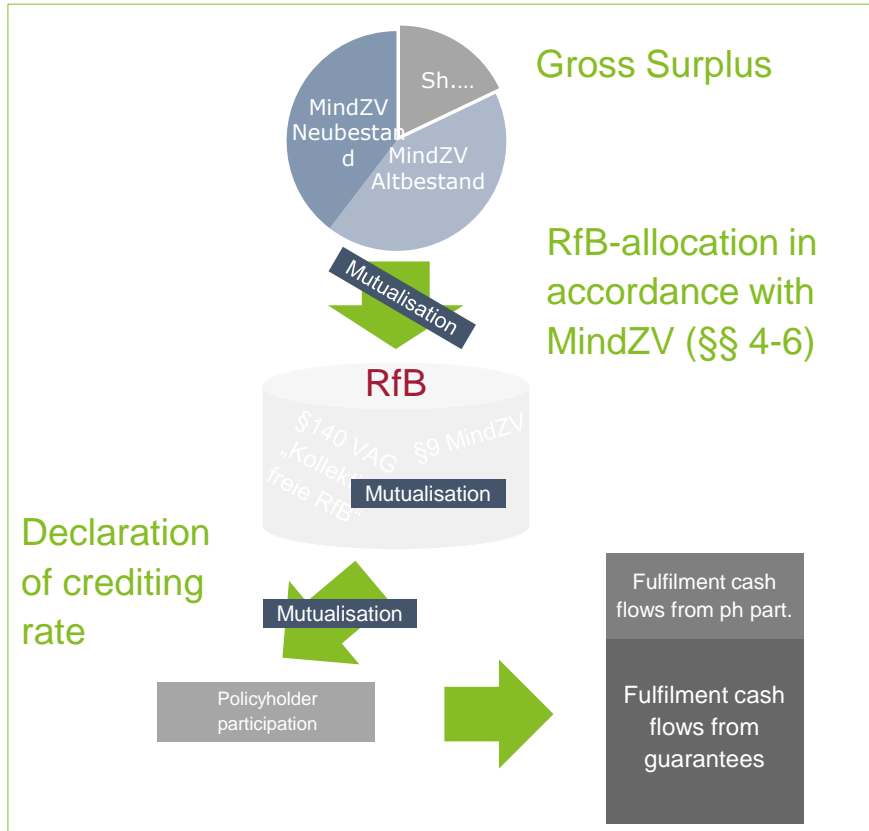 Gross Surplus
Sh.…
MindZV
Neubestan
d
MindZV
Altbestand
RfB-allocation in
accordance with
MindZV (§§ 4-6)
Mutualisation
RfB
§140 VAG
§9 MindZV
freie RfB“
Mutualisation
Declaration
of crediting
rate
Mutualisation
Fulfilment cash
flows from ph part.
Policyholder
participation
Fulfilment cash
flows from
guarantees